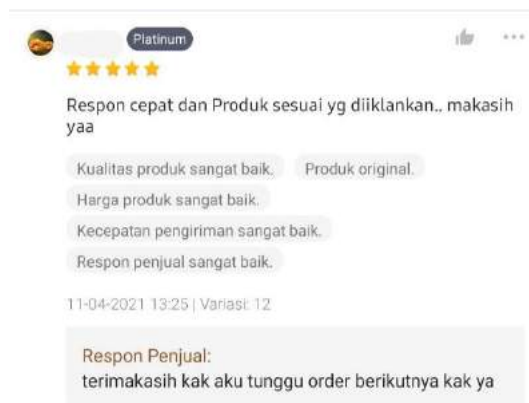 Platinum
Respon cepat dan Produk sesuai yg diiklankan.. makasih
yaa
Kualitas produk sangat baik. Produk original.
Harga produk sangat baik.
Kecepatan pengiriman sangat baik.
Respon penjual sangat baik.
11-04-2021 13:25 | Variasi: 12
Respon Penjual:
terimakasih kak aku tunggu order berikutnya kak ya